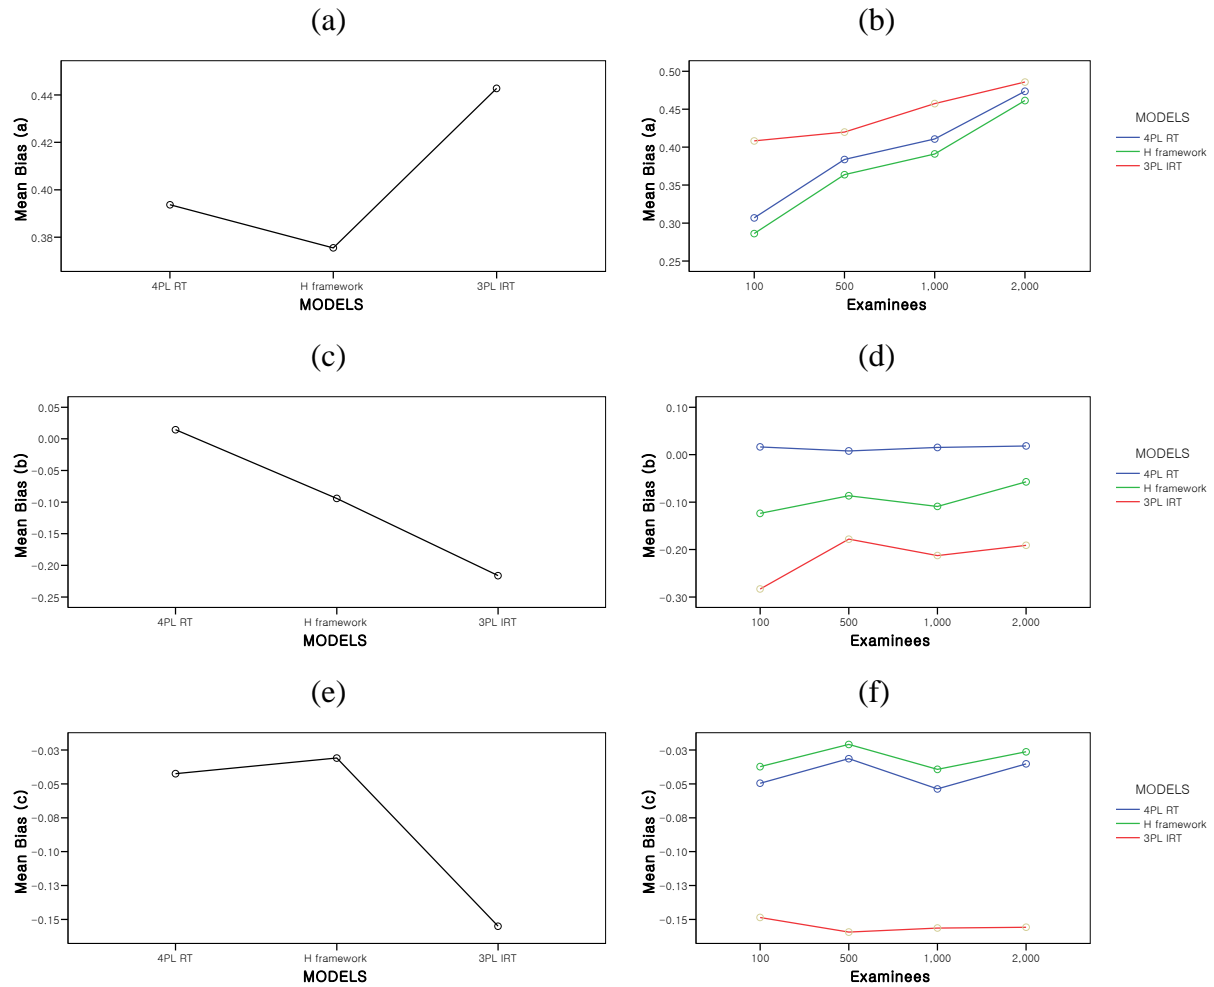 (a)
Mean Bias (a)
0.44
0.42
0.40
0.38
4PL RT
H framework
3PL IRT
MODELS
(b)
Mean Bias (a)
0.50
0.45
0.40
0.35
0.30
0.25
100
500
1,000
2,000
Examinees
MODELS
4PL RT
H framework
3PL IRT
(c)
Mean Bias (b)
0.05
0.00
−0.05
−0.10
−0.15
−0.20
−0.25
4PL RT
H framework
3PL IRT
MODELS
(d)
Mean Bias (b)
0.10
0.00
−0.10
−0.20
−0.30
100
500
1,000
2,000
Examinees
MODELS
4PL RT
H framework
3PL IRT
(e)
Mean Bias (c)
−0.03
−0.05
−0.08
−0.10
−0.13
−0.15
4PL RT
H framework
3PL IRT
MODELS
(f)
Mean Bias (c)
−0.03
−0.05
−0.08
−0.10
−0.13
−0.15
100
500
1,000
2,000
Examinees
MODELS
4PL RT
H framework
3PL IRT